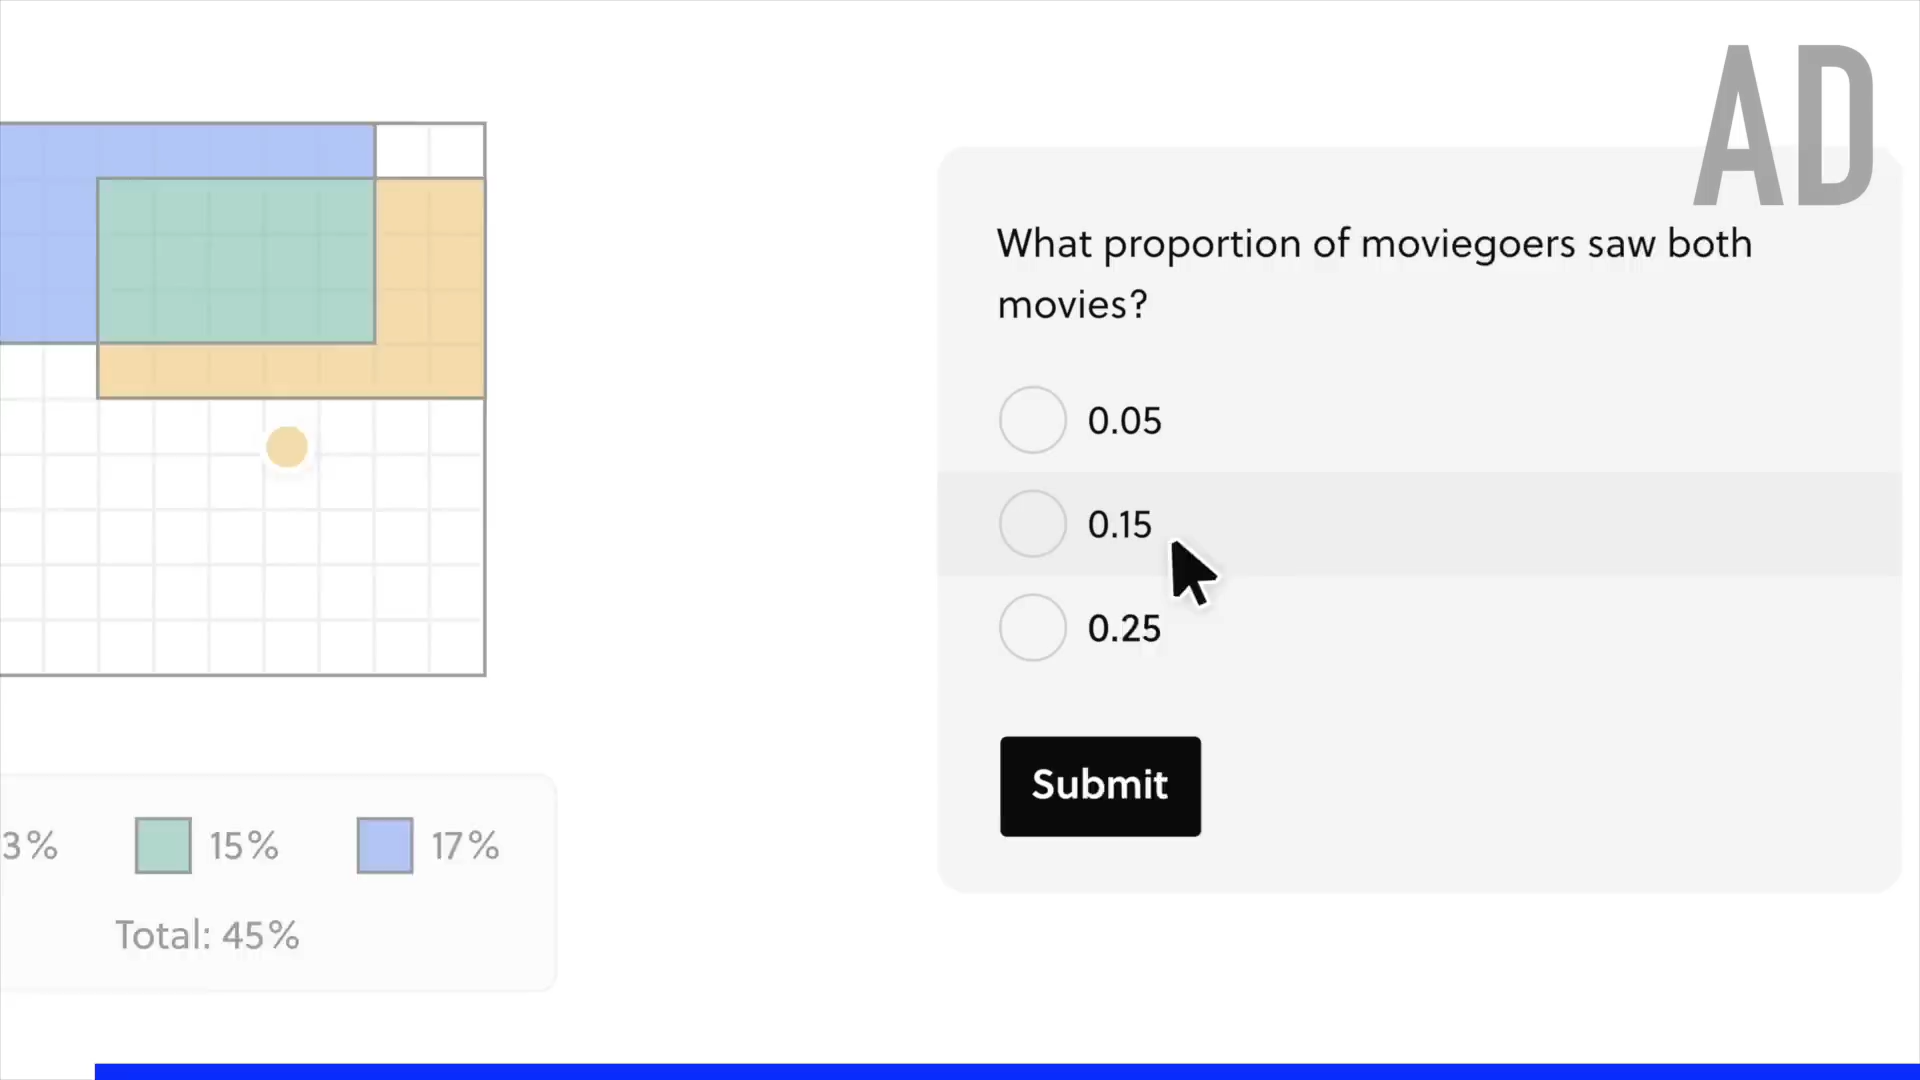 AD
What proportion of moviegoers saw both
movies?
0.05
0.15
0.25
Submit
3% 15% 17%
Total: 45%